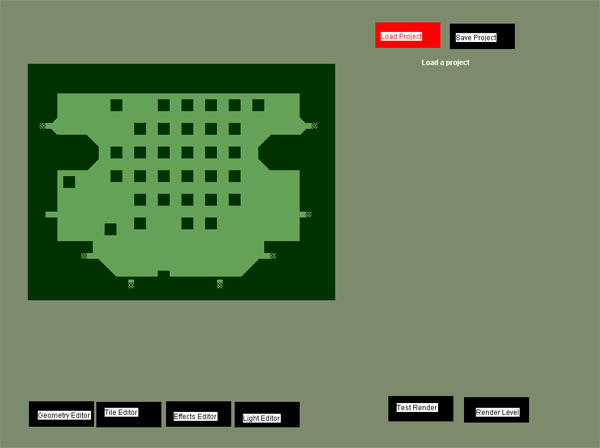 Load Project
Save Project
Load a project
Geometry Editor
Tile Editor
Effects Editor
Light Editor
Test Render
Render Level